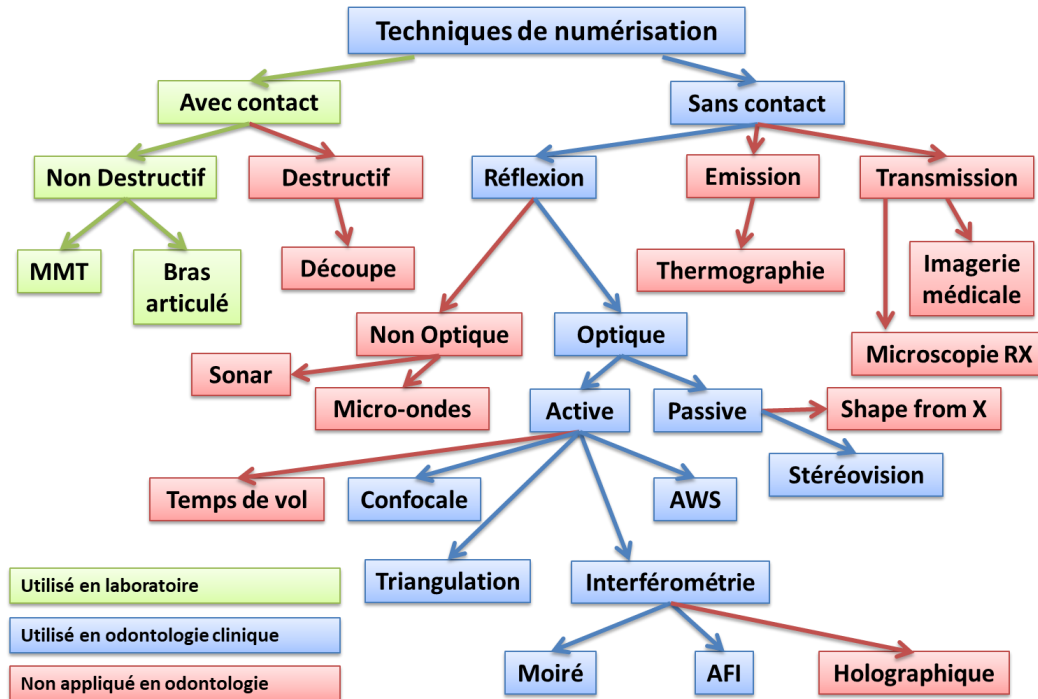 Techniques de numérisation
Avec contact
Sans contact
Non Destructif
Destructif
Réflexion
Emission
Transmission
MMT
Bras
articulé
Découpe
Thermographie
Imagerie
médicale
Non Optique
Optique
Microscopie RX
Sonar
Micro-ondes
Active
Passive
Shape from X
Stéréovision
Temps de vol
Confocale
AWS
Triangulation
Interférométrie
Moiré
AFI
Holographique
Utilisé en laboratoire
Utilisé en odontologie clinique
Non appliqué en odontologie